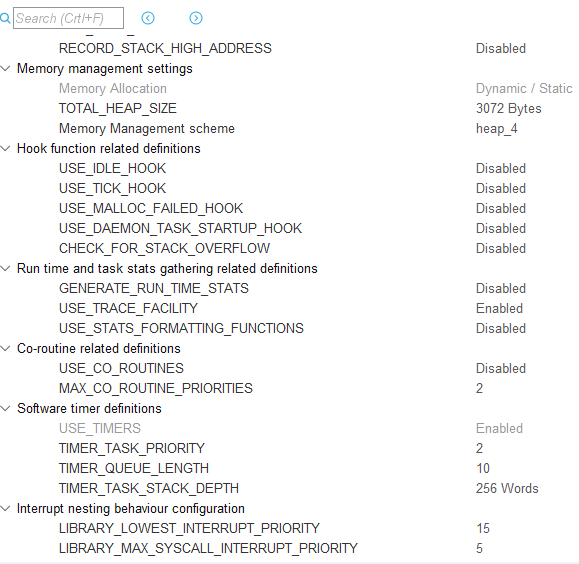 Search (Crtl+F)
RECORD_STACK_HIGH_ADDRESS Disabled
Memory management settings
Memory Allocation Dynamic / Static
TOTAL_HEAP_SIZE 3072 Bytes
Memory Management scheme heap_4
Hook function related definitions
USE_IDLE_HOOK Disabled
USE_TICK_HOOK Disabled
USE_MALLOC_FAILED_HOOK Disabled
USE_DAEMON_TASK_STARTUP_HOOK Disabled
CHECK_FOR_STACK_OVERFLOW Disabled
Run time and task stats gathering related definitions
GENERATE_RUN_TIME_STATS Disabled
USE_TRACE_FACILITY Enabled
USE_STATS_FORMATTING_FUNCTIONS Disabled
Co-routine related definitions
USE_CO_ROUTINES Disabled
MAX_CO_ROUTINE_PRIORITIES 2
Software timer definitions
USE_TIMERS Enabled
TIMER_TASK_PRIORITY 2
TIMER_QUEUE_LENGTH 10
TIMER_TASK_STACK_DEPTH 256 Words
Interrupt nesting behaviour configuration
LIBRARY_LOWEST_INTERRUPT_PRIORITY 15
LIBRARY_MAX_SYSCALL_INTERRUPT_PRIORITY 5